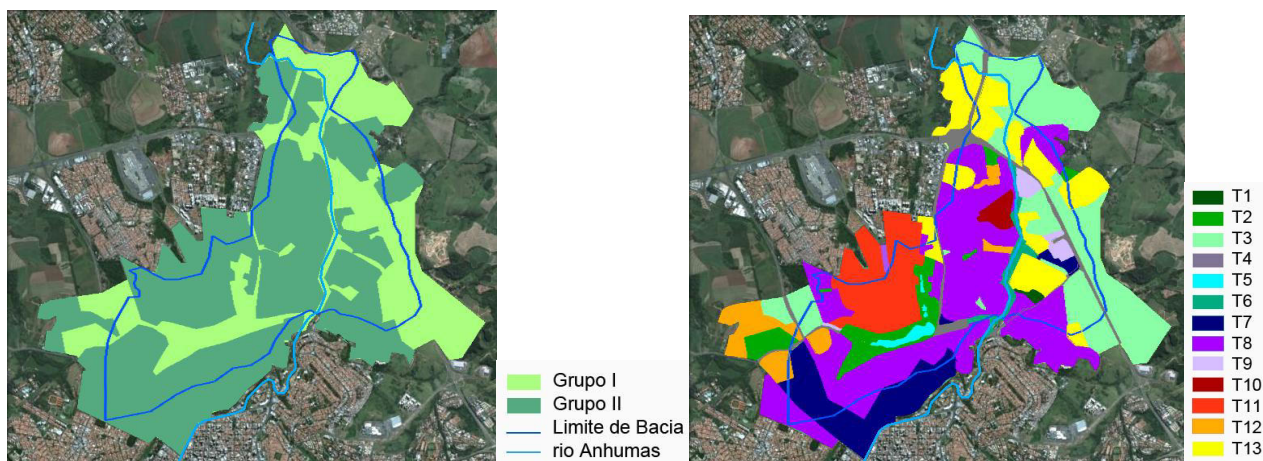 Grupo I
Grupo II
Limite de Bacia
rio Anhumas
T1
T2
T3
T4
T5
T6
T7
T8
T9
T10
T11
T12
T13